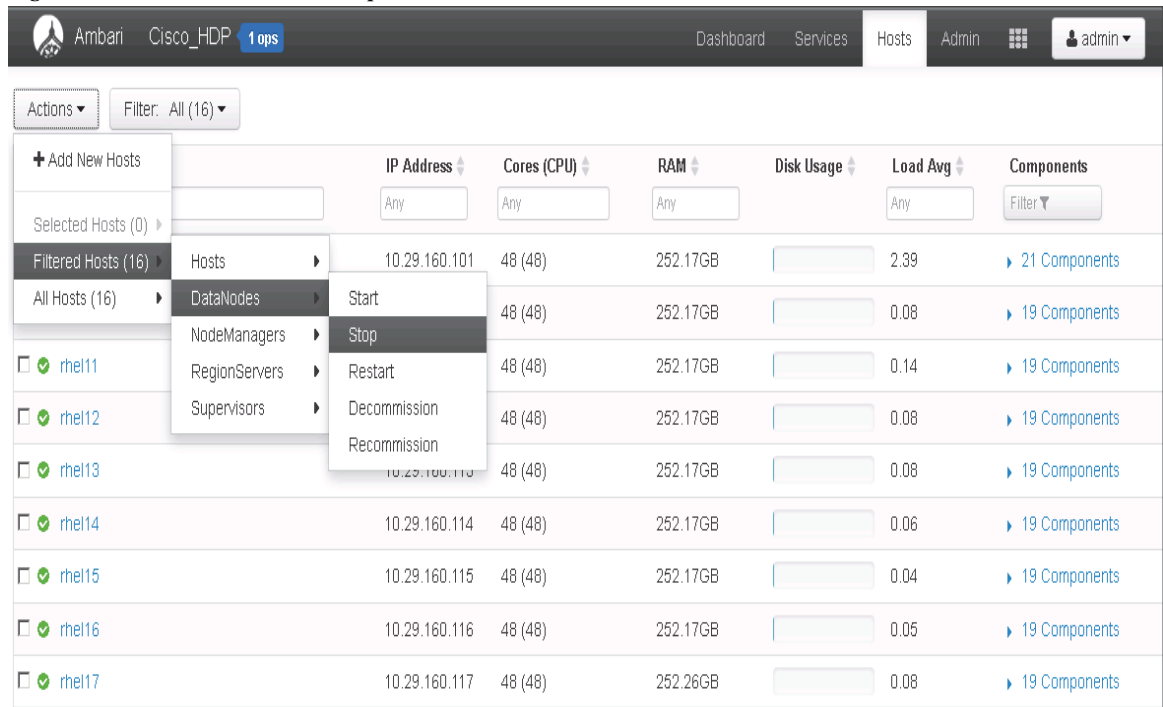 Ambari Cisco_HDP 1 ops Dashboard Services Hosts Admin admin
Actions Filter: All (16)
+ Add New Hosts
Selected Hosts (0)
Filtered Hosts (16)
All Hosts (16)
Hosts
DataNodes
NodeManagers
RegionServers
Supervisors
Start
Stop
Restart
Decommission
Recommission
IP Address Cores (CPU) RAM Disk Usage Load Avg Components
Any Any Any Any Filter
10.29.160.101 48 (48) 252.17GB 2.39 21 Components
48 (48) 252.17GB 0.08 19 Components
rhel11 48 (48) 252.17GB 0.14 19 Components
rhel12 48 (48) 252.17GB 0.08 19 Components
rhel13 10.29.160.113 48 (48) 252.17GB 0.08 19 Components
rhel14 10.29.160.114 48 (48) 252.17GB 0.06 19 Components
rhel15 10.29.160.115 48 (48) 252.17GB 0.04 19 Components
rhel16 10.29.160.116 48 (48) 252.17GB 0.05 19 Components
rhel17 10.29.160.117 48 (48) 252.26GB 0.08 19 Components